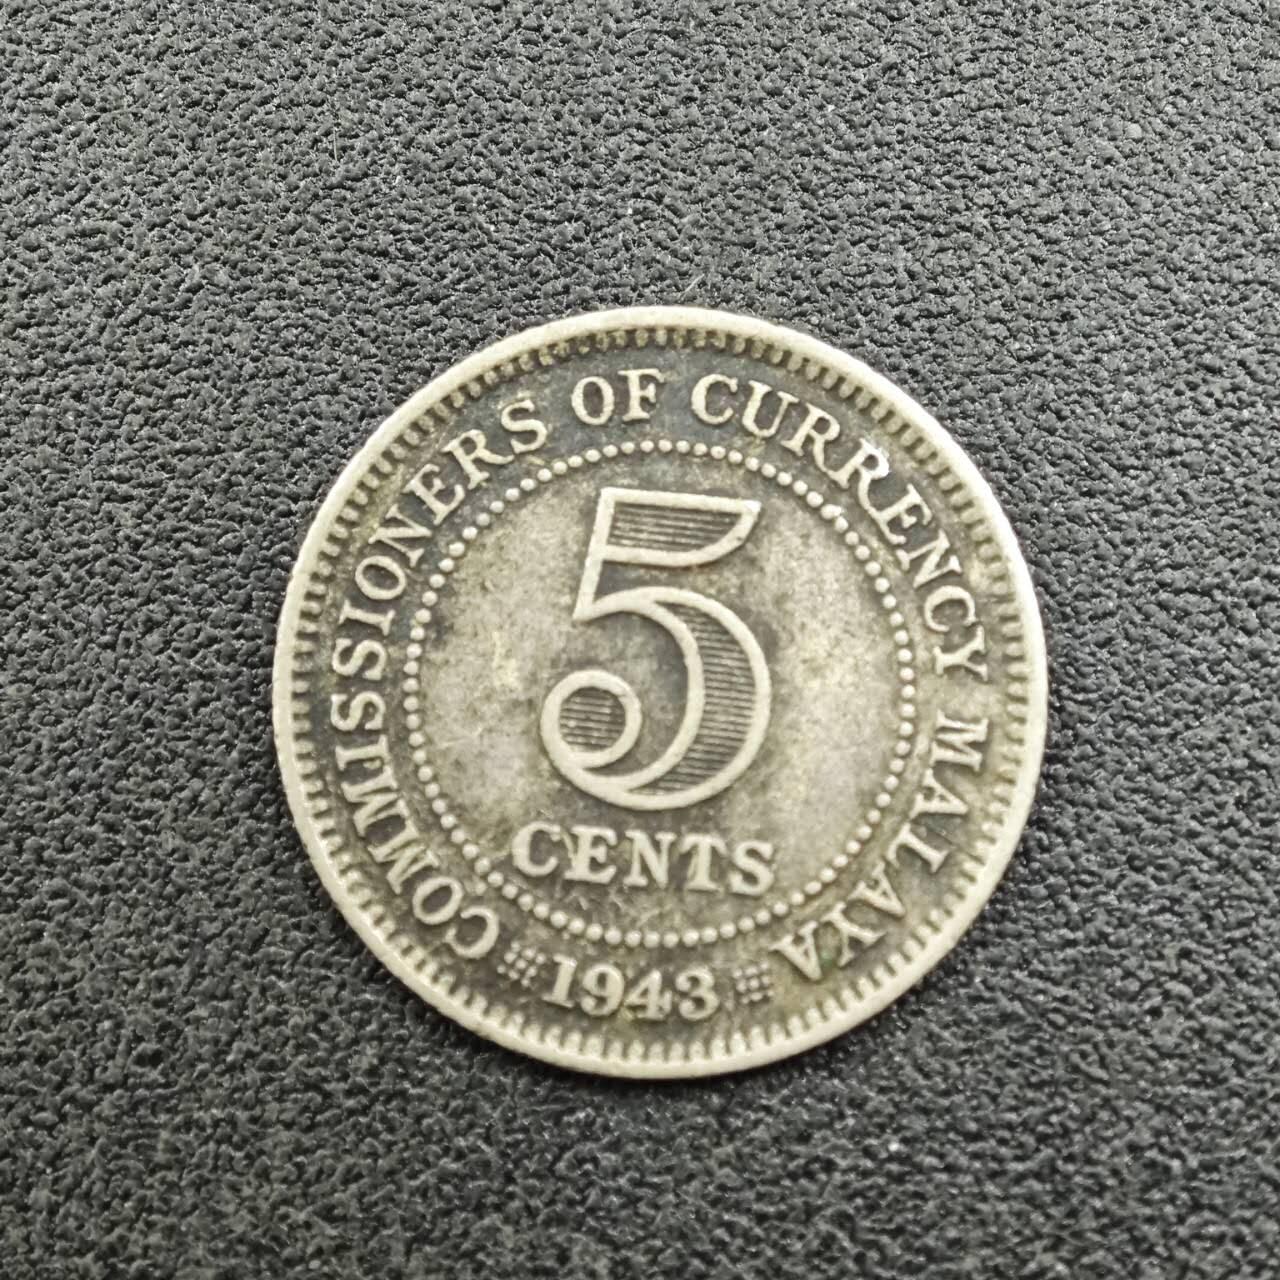 COMMISSIONERS OF CURRENCY MALAYA
5
CENTS
1943